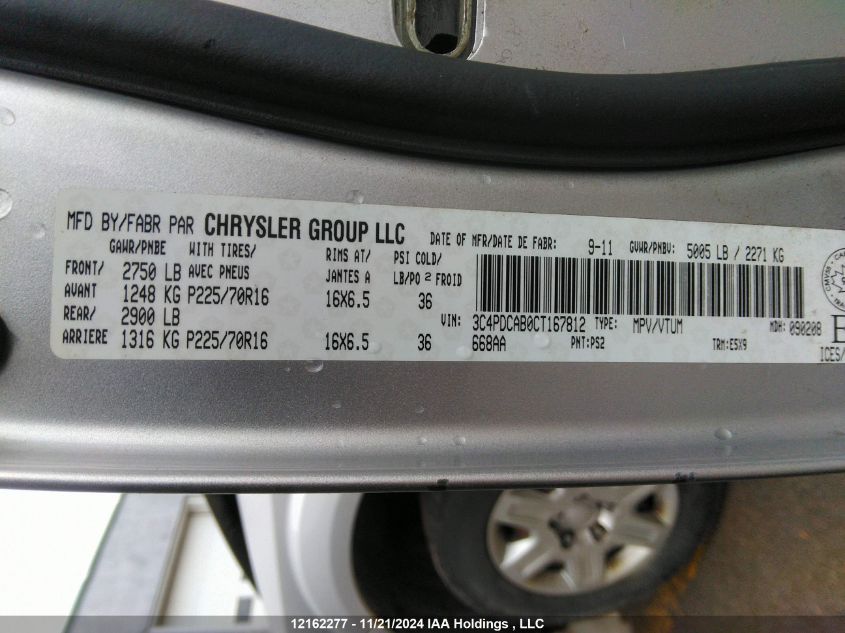 MFD BY/FABR PAR CHRYSLER GROUP LLC DATE OF MFR/DATE DE FABR: 9-11 GVWR/PNBV: 5005 LB / 2271 KG
GAWR/PNBE WITH TIRES/ RIMS AT/ PSI COLD/
FRONT/ 2750 LB AVEC PNEUS JANTES A LB/PO 2 FROID
AVANT 1248 KG P225/70R16 16X6.5 36
REAR/ 2900 LB VIN: 3C4PDCAB0CT167812 TYPE: MPV/VTUM MDH: 090208
ARRIERE 1316 KG P225/70R16 16X6.5 36 668AA PNT:PS2 TRM:E5X9 ICES/
12162277 - 11/21/2024 IAA Holdings , LLC